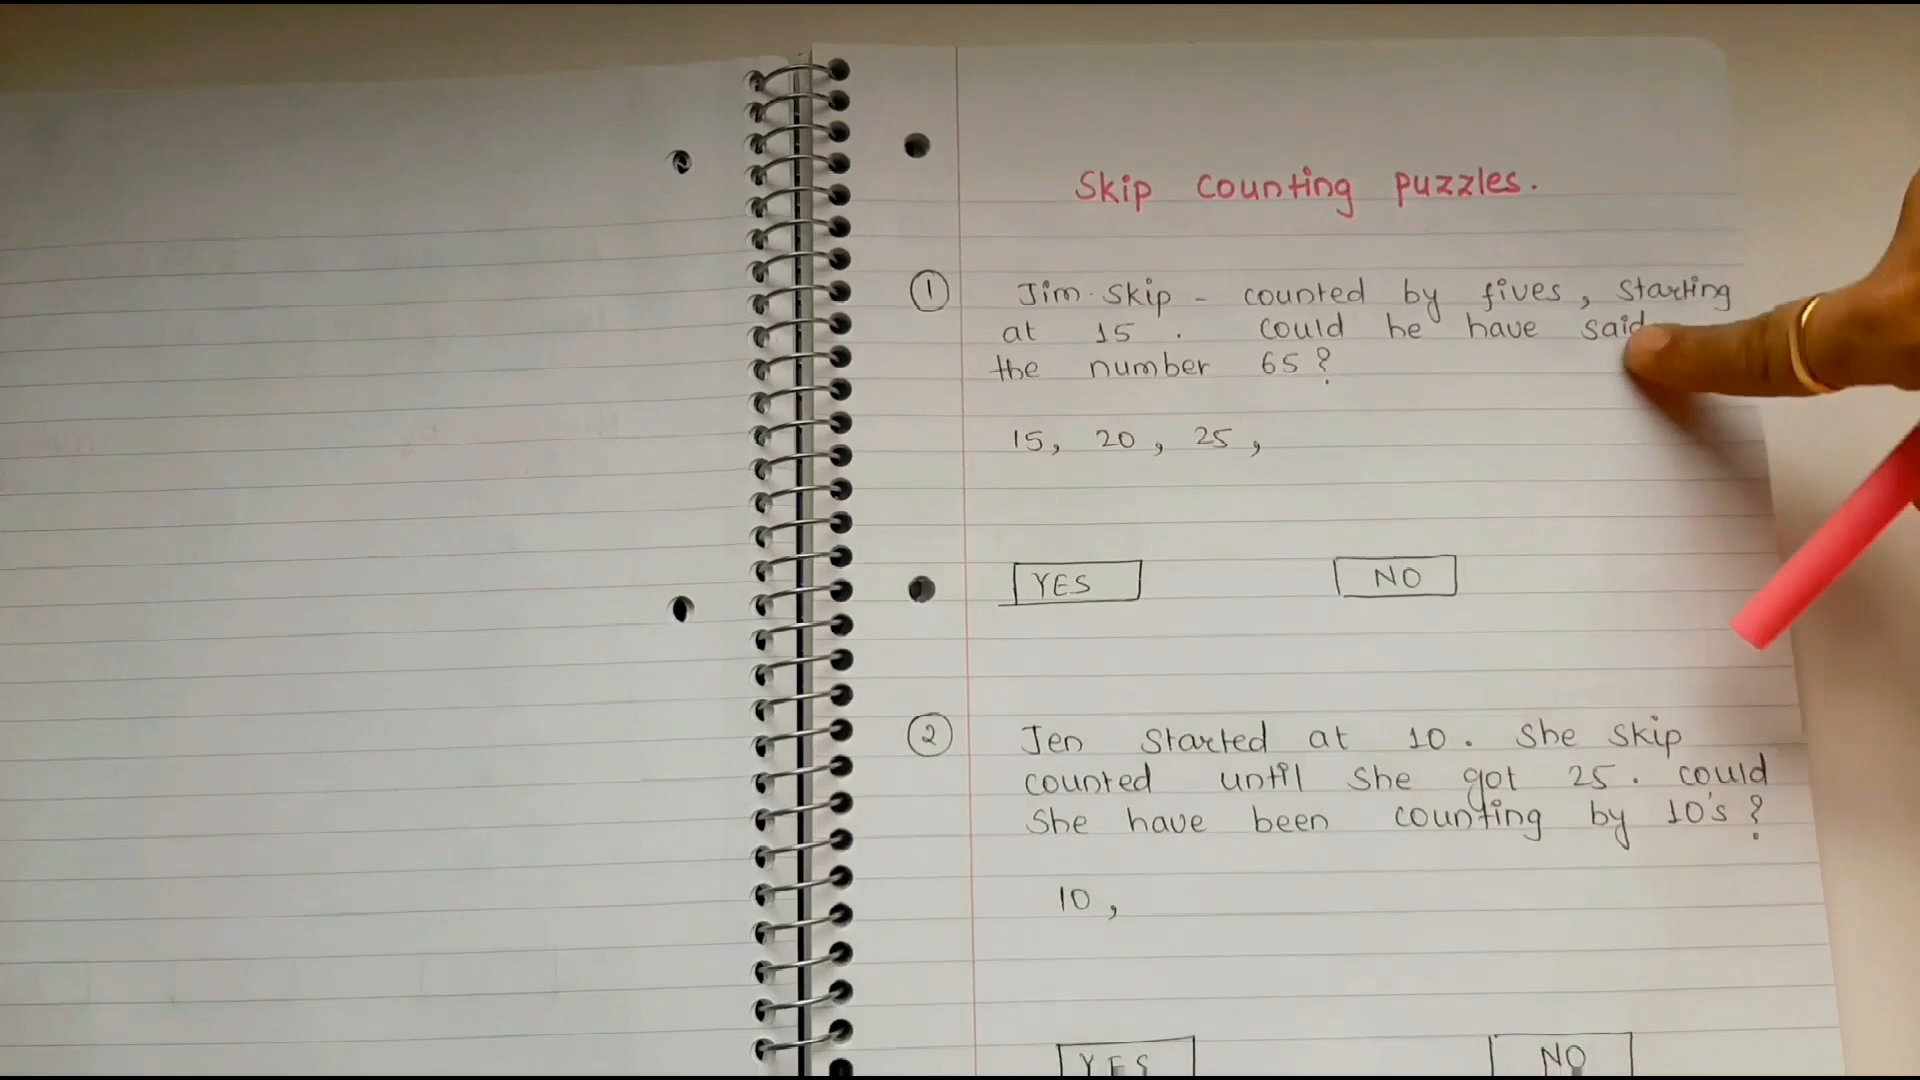 Skip counting puzzles.
1 Jim skip - counted by fives, starting
at 15. could he have said
the number 65?
15, 20, 25,
YES NO
2 Jen started at 10. She skip
counted until she got 25. could
she have been counting by 10's?
10,
YES NO